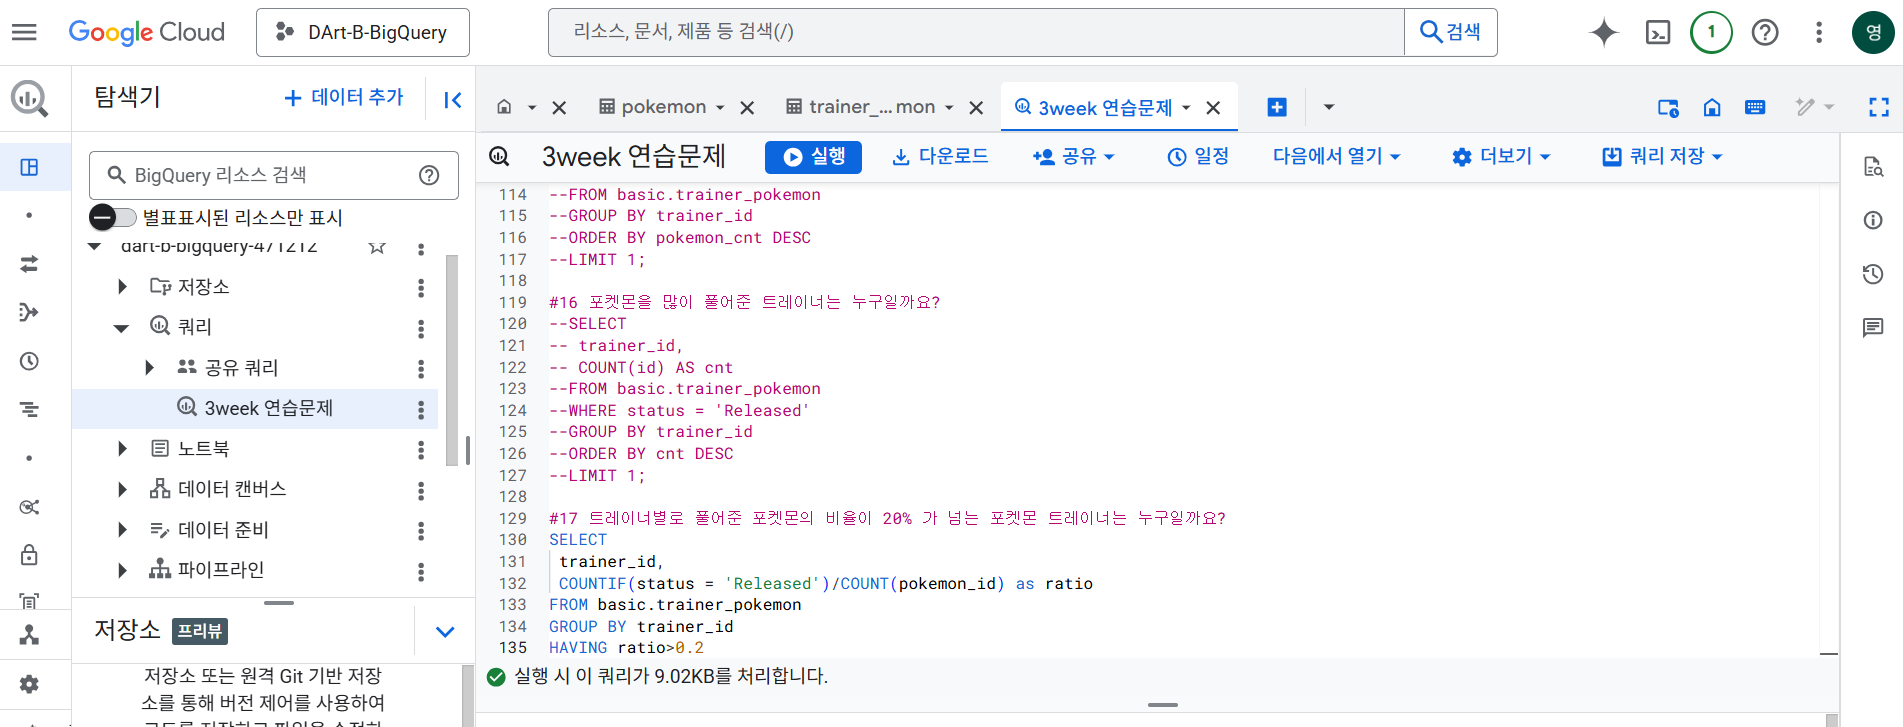 Google Cloud
DArt-B-BigQuery
리소스, 문서, 제품 등 검색(/)
검색
1
영
탐색기
데이터 추가
BigQuery 리소스 검색
별표표시된 리소스만 표시
dart-b-bigquery-471212
저장소
쿼리
공유 쿼리
3week 연습문제
노트북
데이터 캔버스
데이터 준비
파이프라인
저장소 프리뷰
저장소 또는 원격 Git 기반 저장
소를 통해 버전 제어를 사용하여
pokemon
trainer_...mon
3week 연습문제
3week 연습문제
실행
다운로드
공유
일정
다음에서 열기
더보기
쿼리 저장
114 --FROM basic.trainer_pokemon
115 --GROUP BY trainer_id
116 --ORDER BY pokemon_cnt DESC
117 --LIMIT 1;
118
119 #16 포켓몬을 많이 풀어준 트레이너는 누구일까요?
120 --SELECT
121 -- trainer_id,
122 -- COUNT(id) AS cnt
123 --FROM basic.trainer_pokemon
124 --WHERE status = 'Released'
125 --GROUP BY trainer_id
126 --ORDER BY cnt DESC
127 --LIMIT 1;
128
129 #17 트레이너별로 풀어준 포켓몬의 비율이 20% 가 넘는 포켓몬 트레이너는 누구일까요?
130 SELECT
131 trainer_id,
132 COUNTIF(status = 'Released')/COUNT(pokemon_id) as ratio
133 FROM basic.trainer_pokemon
134 GROUP BY trainer_id
135 HAVING ratio>0.2
실행 시 이 쿼리가 9.02KB를 처리합니다.